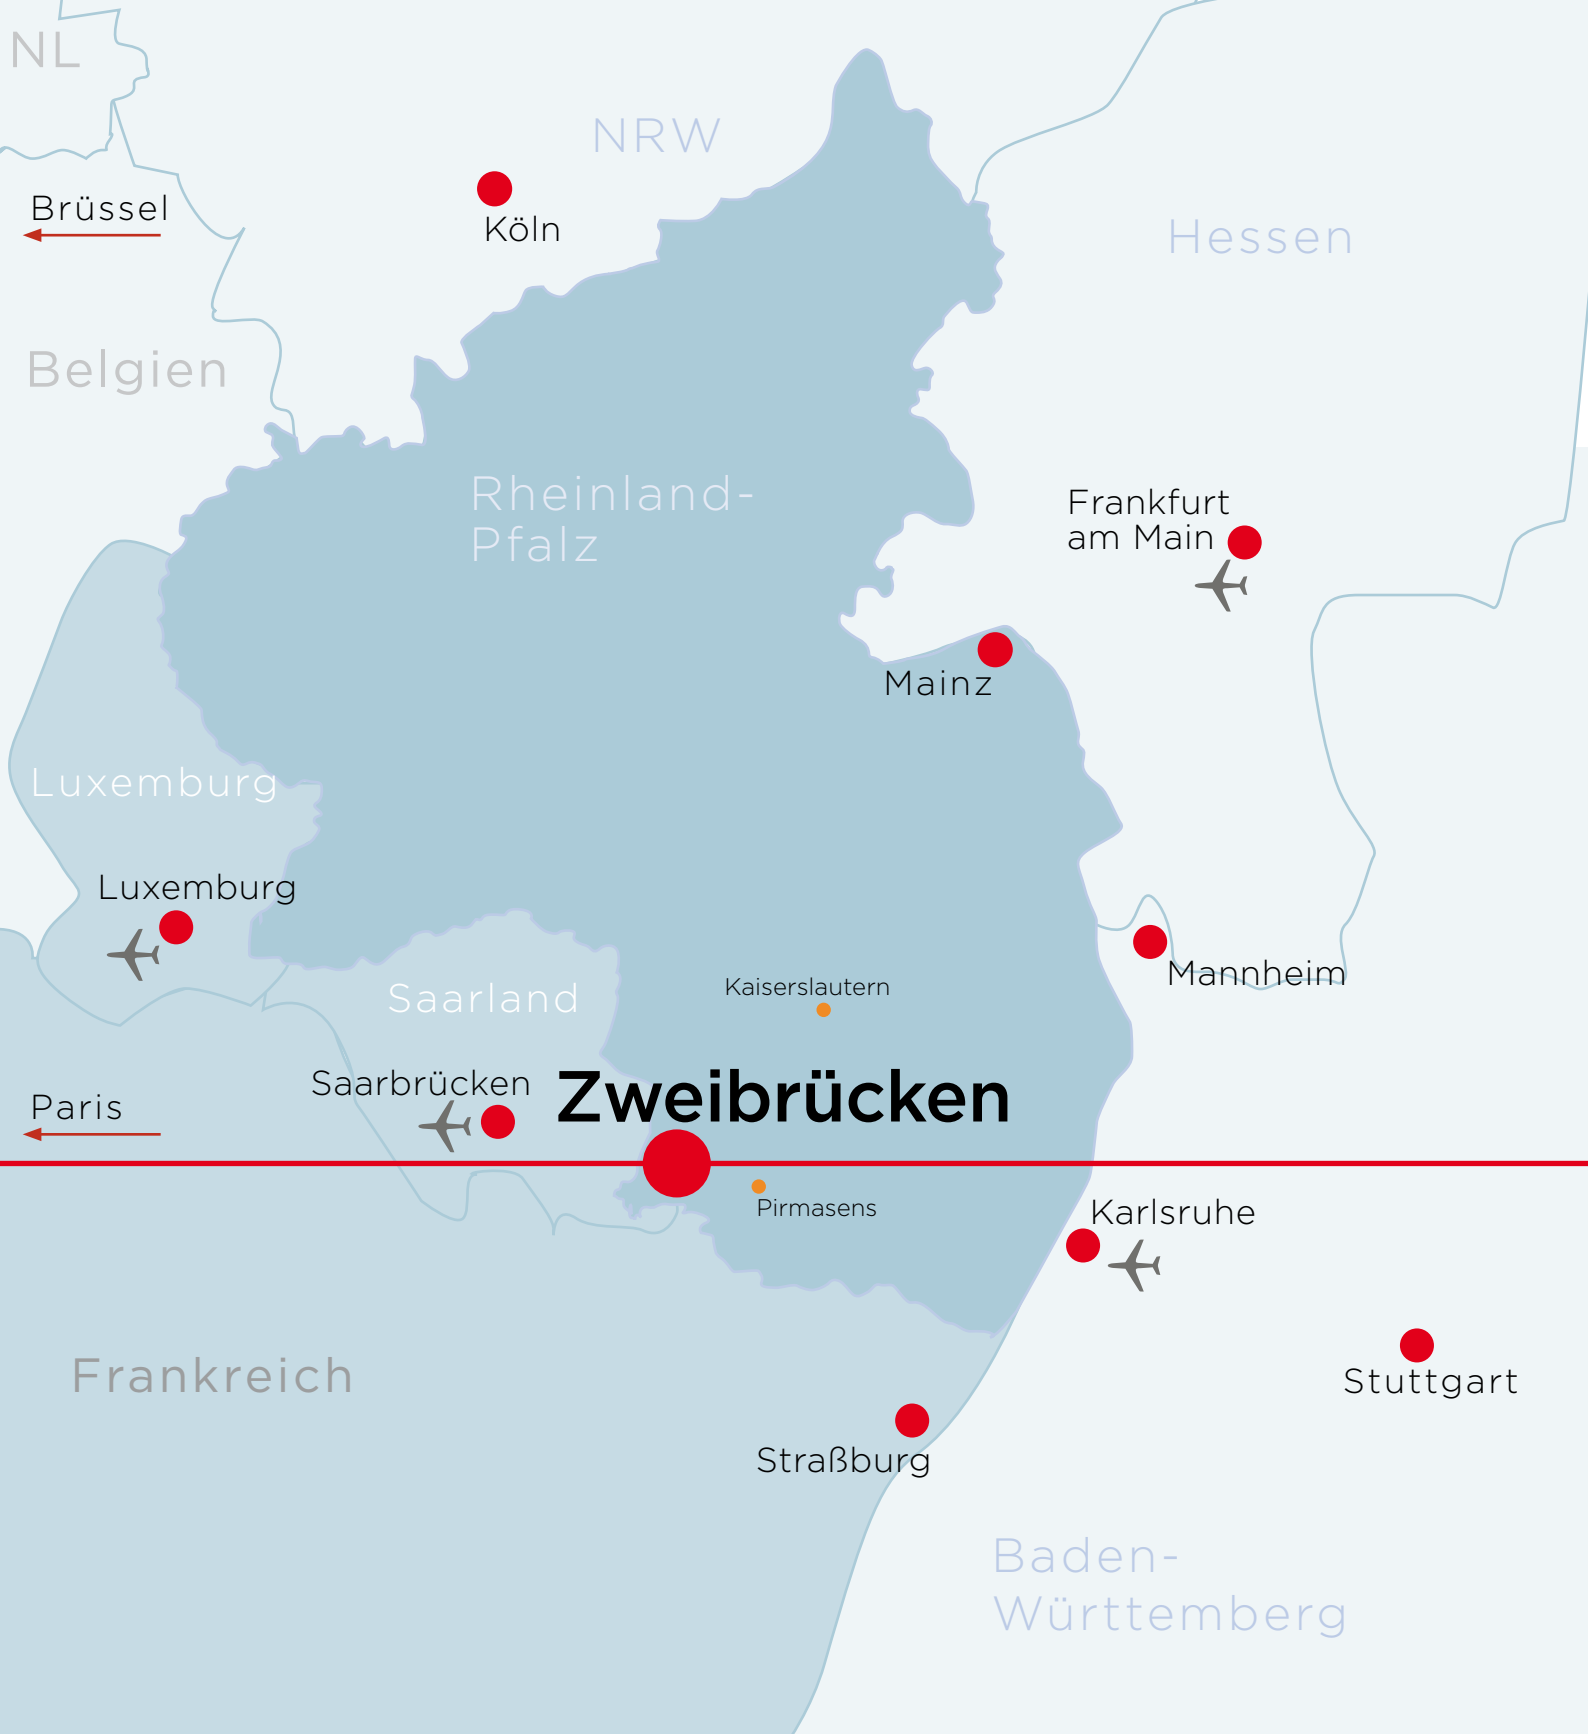 NL
NRW
Brüssel
Köln
Hessen
Belgien
Rheinland-
Pfalz
Frankfurt
am Main
Mainz
Luxemburg
Luxemburg
Mannheim
Saarland
Kaiserslautern
Saarbrücken
Zweibrücken
Paris
Pirmasens
Karlsruhe
Frankreich
Stuttgart
Straßburg
Baden-
Württemberg